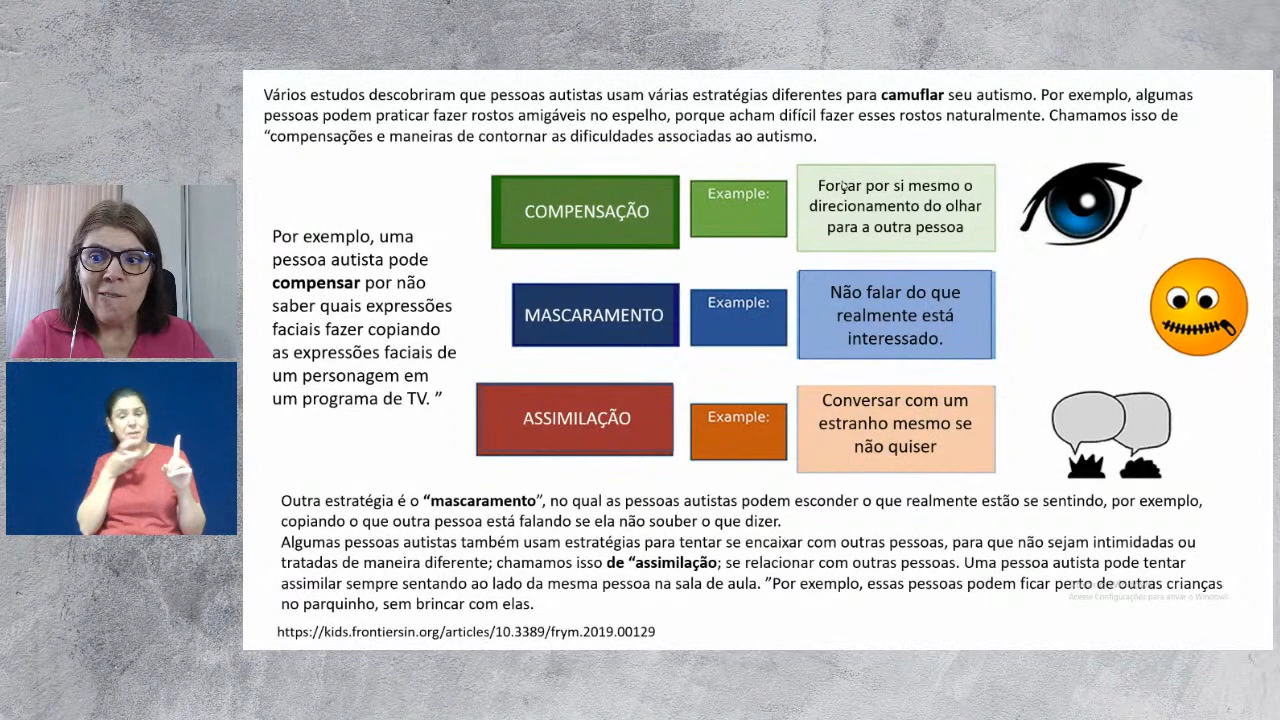 Vários estudos descobriram que pessoas autistas usam várias estratégias diferentes para camuflar seu autismo. Por exemplo, algumas
pessoas podem praticar fazer rostos amigáveis no espelho, porque acham difícil fazer esses rostos naturalmente. Chamamos isso de
“compensações e maneiras de contornar as dificuldades associadas ao autismo.
Por exemplo, uma
pessoa autista pode
compensar por não
saber quais expressões
faciais fazer copiando
as expressões faciais de
um personagem em
um programa de TV. ”
COMPENSAÇÃO
Example:
Forçar por si mesmo o
direcionamento do olhar
para a outra pessoa
MASCARAMENTO
Example:
Não falar do que
realmente está
interessado.
ASSIMILAÇÃO
Example:
Conversar com um
estranho mesmo se
não quiser
Outra estratégia é o “mascaramento”, no qual as pessoas autistas podem esconder o que realmente estão se sentindo, por exemplo,
copiando o que outra pessoa está falando se ela não souber o que dizer.
Algumas pessoas autistas também usam estratégias para tentar se encaixar com outras pessoas, para que não sejam intimidadas ou
tratadas de maneira diferente; chamamos isso de “assimilação; se relacionar com outras pessoas. Uma pessoa autista pode tentar
assimilar sempre sentando ao lado da mesma pessoa na sala de aula. ”Por exemplo, essas pessoas podem ficar perto de outras crianças
no parquinho, sem brincar com elas.
Acesse Configurações para ativar o Windows.
https://kids.frontiersin.org/articles/10.3389/frym.2019.00129